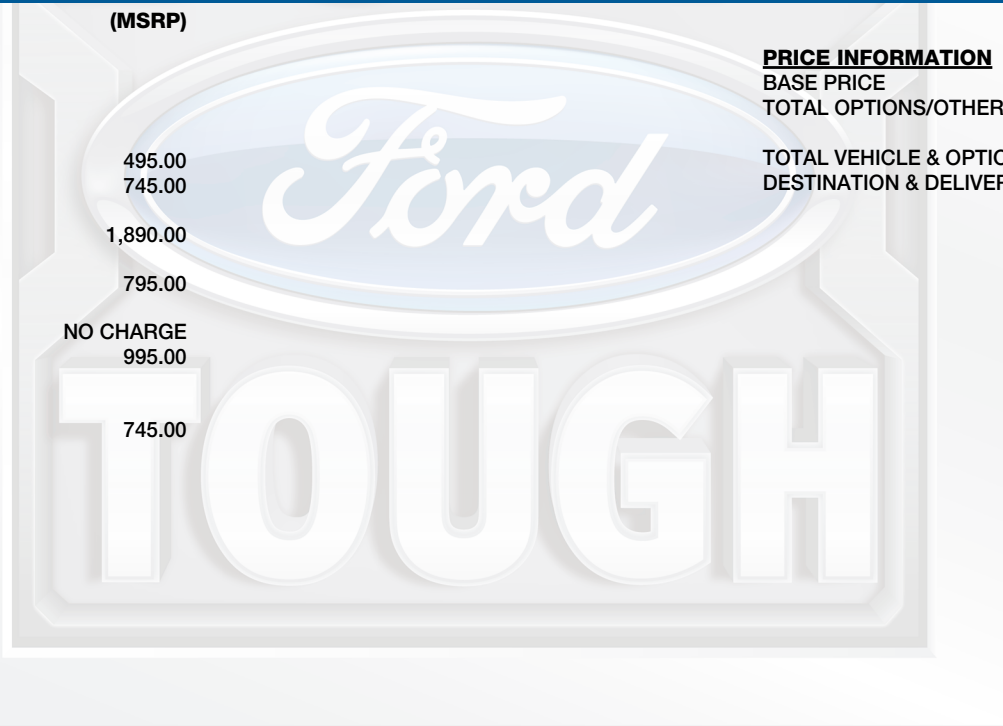 (MSRP)
495.00
745.00
1,890.00
795.00
NO CHARGE
995.00
745.00
PRICE INFORMATION
BASE PRICE
TOTAL OPTIONS/OTHER
TOTAL VEHICLE & OPTIO
DESTINATION & DELIVER
Ford
TOUGH